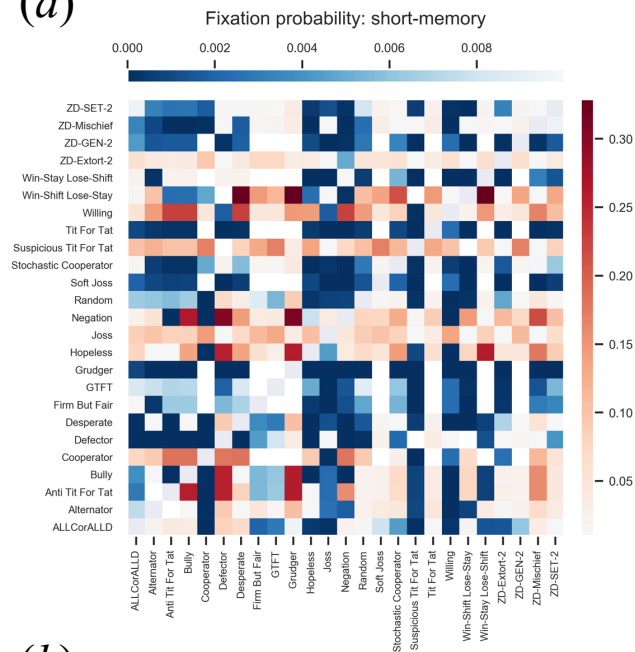 (a)
Fixation probability: short-memory
0.000 0.002 0.004 0.006 0.008
ZD-SET-2
ZD-Mischief
ZD-GEN-2
ZD-Extort-2
Win-Stay Lose-Shift
Win-Shift Lose-Stay
Willing
Tit For Tat
Suspicious Tit For Tat
Stochastic Cooperator
Soft Joss
Random
Negation
Joss
Hopeless
Grudger
GTFT
Firm But Fair
Desperate
Defector
Cooperator
Bully
Anti Tit For Tat
Alternator
ALLCorALLD
0.30
0.25
0.20
0.15
0.10
0.05
ALLCorALLD
Alternator
Anti Tit For Tat
Bully
Cooperator
Defector
Desperate
Firm But Fair
GTFT
Grudger
Hopeless
Joss
Negation
Random
Soft Joss
Stochastic Cooperator
Suspicious Tit For Tat
Tit For Tat
Willing
Win-Shift Lose-Stay
Win-Stay Lose-Shift
ZD-Extort-2
ZD-GEN-2
ZD-Mischief
ZD-SET-2